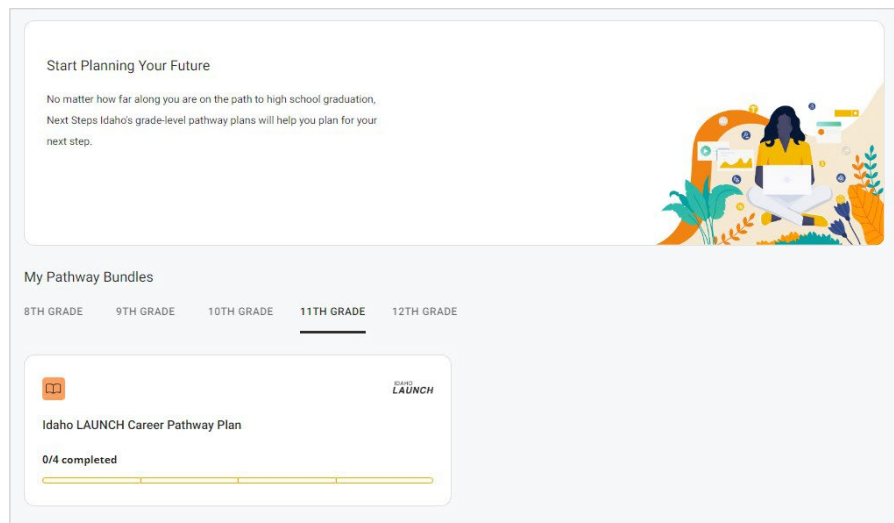 Start Planning Your Future
No matter how far along you are on the path to high school graduation,
Next Steps Idaho's grade-level pathway plans will help you plan for your
next step.
My Pathway Bundles
8TH GRADE 9TH GRADE 10TH GRADE 11TH GRADE 12TH GRADE
IDAHO
LAUNCH
Idaho LAUNCH Career Pathway Plan
0/4 completed